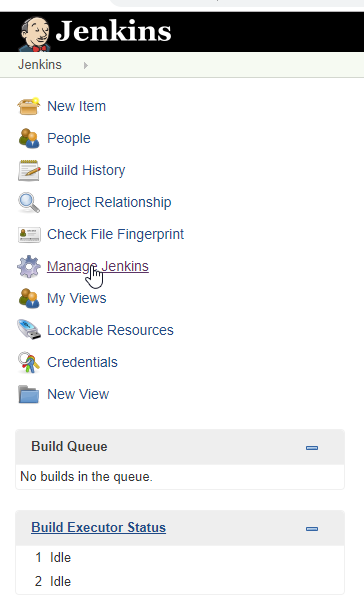 Jenkins
Jenkins
New Item
People
Build History
Project Relationship
Check File Fingerprint
Manage Jenkins
My Views
Lockable Resources
Credentials
New View
Build Queue
No builds in the queue.
Build Executor Status
1 Idle
2 Idle